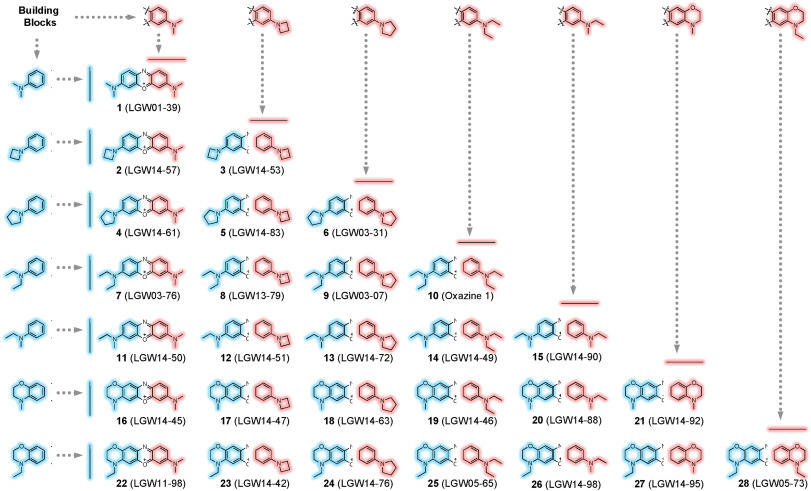 Building
Blocks
1 (LGW01-39)
2 (LGW14-57)
3 (LGW14-53)
4 (LGW14-61)
5 (LGW14-83)
6 (LGW03-31)
7 (LGW03-76)
8 (LGW13-79)
9 (LGW03-07)
10 (Oxazine 1)
11 (LGW14-50)
12 (LGW14-51)
13 (LGW14-72)
14 (LGW14-49)
15 (LGW14-90)
16 (LGW14-45)
17 (LGW14-47)
18 (LGW14-63)
19 (LGW14-46)
20 (LGW14-88)
21 (LGW14-92)
22 (LGW11-98)
23 (LGW14-42)
24 (LGW14-76)
25 (LGW05-65)
26 (LGW14-98)
27 (LGW14-95)
28 (LGW05-73)